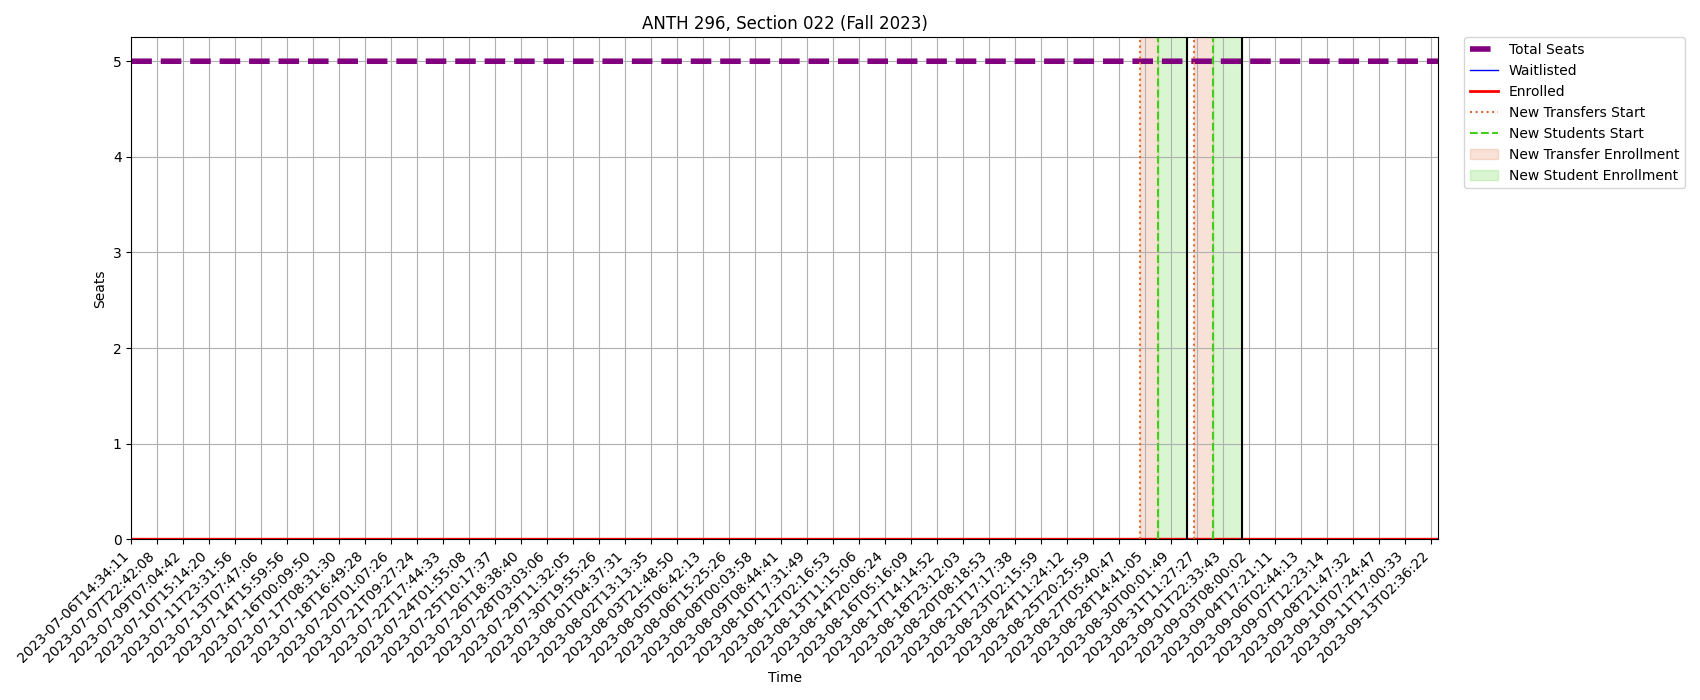 ANTH 296, Section 022 (Fall 2023)
Total Seats
Waitlisted
Enrolled
New Transfers Start
New Students Start
New Transfer Enrollment
New Student Enrollment
Seats
5
4
3
2
1
0
2023-07-06T14:34:11
2023-07-07T22:42:08
2023-07-09T07:04:42
2023-07-10T15:14:20
2023-07-11T23:31:56
2023-07-13T07:47:06
2023-07-14T15:59:56
2023-07-16T00:09:50
2023-07-17T08:31:30
2023-07-18T16:49:28
2023-07-20T01:07:26
2023-07-21T09:27:24
2023-07-22T17:44:33
2023-07-24T01:55:08
2023-07-25T10:17:37
2023-07-26T18:38:40
2023-07-28T03:03:06
2023-07-29T11:32:05
2023-07-30T19:55:26
2023-08-01T04:37:31
2023-08-02T13:13:35
2023-08-03T21:48:50
2023-08-05T06:42:13
2023-08-06T15:25:26
2023-08-08T00:03:58
2023-08-09T08:44:41
2023-08-10T17:31:49
2023-08-12T02:16:53
2023-08-13T11:15:06
2023-08-14T20:06:24
2023-08-16T05:16:09
2023-08-17T14:14:52
2023-08-18T23:12:03
2023-08-20T08:18:53
2023-08-21T17:17:38
2023-08-23T02:15:59
2023-08-24T11:24:12
2023-08-25T20:25:59
2023-08-27T05:40:47
2023-08-28T14:41:05
2023-08-30T00:01:49
2023-08-31T11:27:27
2023-09-01T22:33:43
2023-09-03T08:00:02
2023-09-04T17:21:11
2023-09-06T02:44:13
2023-09-07T12:23:14
2023-09-08T21:47:32
2023-09-10T07:24:47
2023-09-11T17:00:33
2023-09-13T02:36:22
Time